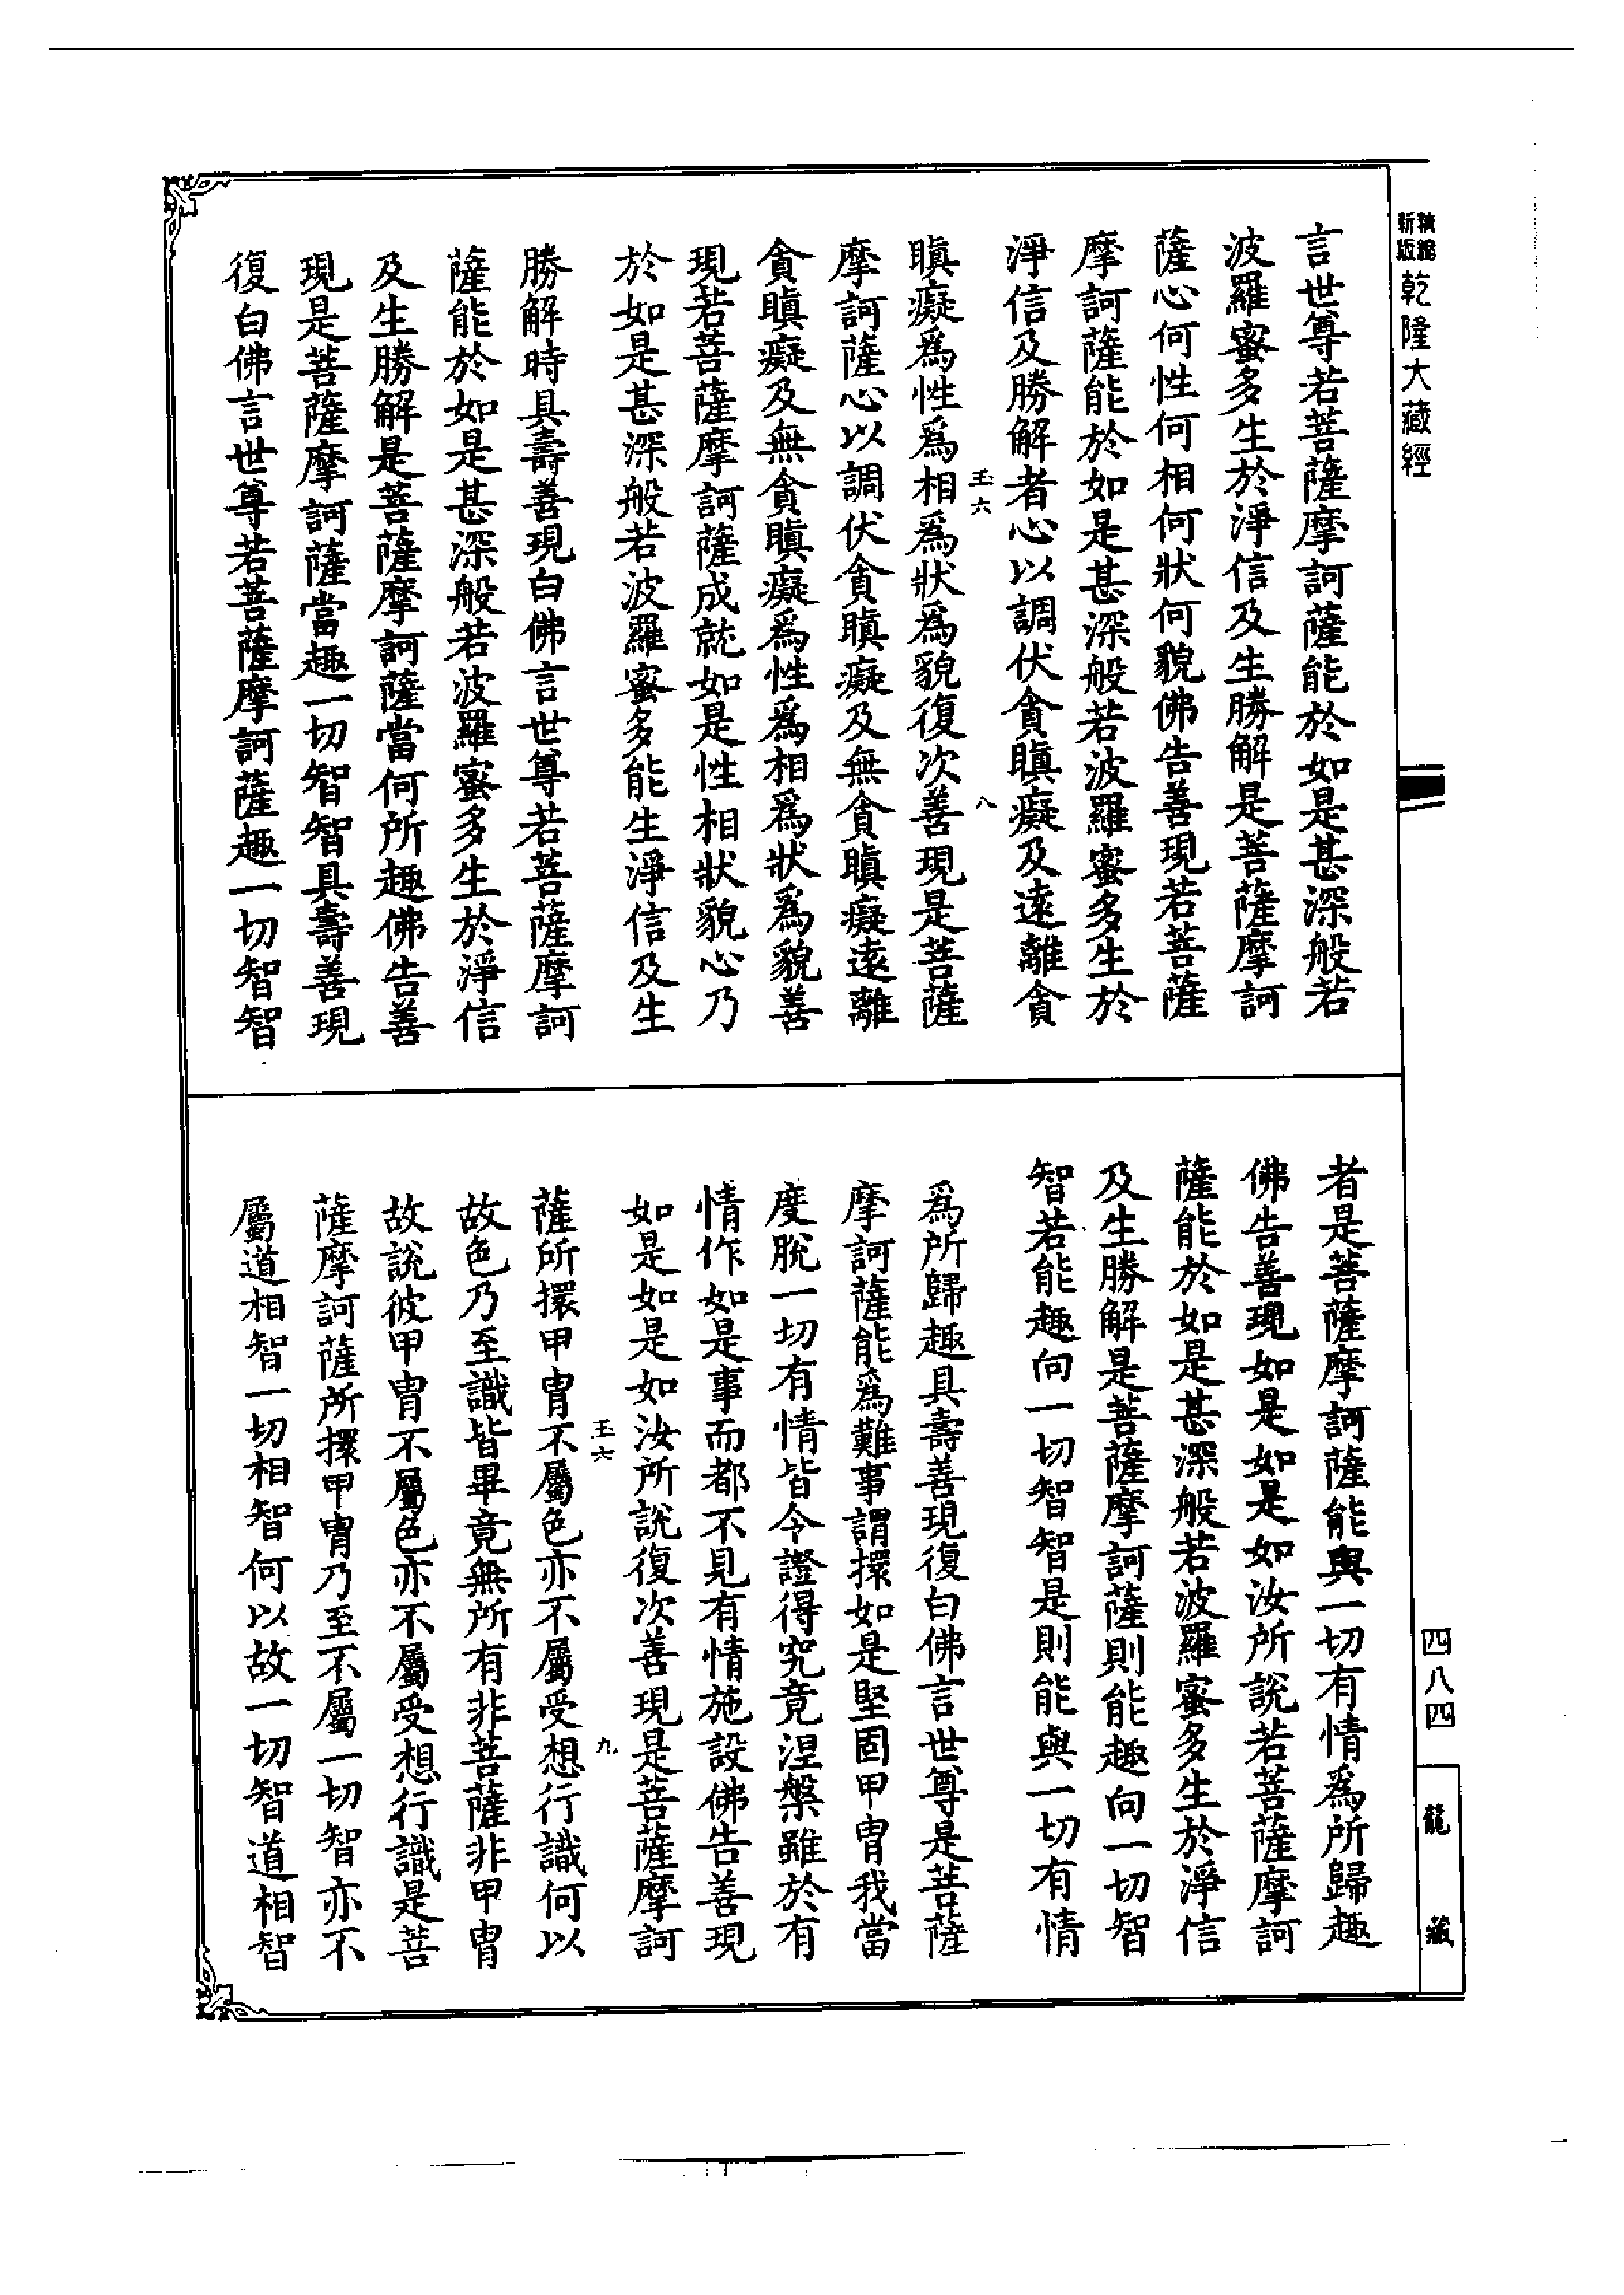 新版
精縮
乾隆大藏經
言世尊若菩薩摩訶薩能於如是甚深般若
波羅蜜多生於淨信及生勝解是菩薩摩訶
薩心何性何相何狀何貌佛告善現若菩薩
摩訶薩能於如是甚深般若波羅蜜多生於
淨信及勝解者心以調伏貪瞋癡及遠離貪
玉六
八
瞋癡為性為相為狀為貌復次善現是菩薩
摩訶薩心以調伏貪瞋癡及無貪瞋癡遠離
貪瞋癡及無貪瞋癡為性為相為狀為貌善
現若菩薩摩訶薩成就如是性相狀貌心乃
於如是甚深般若波羅蜜多能生淨信及生
勝解時具壽善現白佛言世尊若菩薩摩訶
薩能於如是甚深般若波羅蜜多生於淨信
及生勝解是菩薩摩訶薩當何所趣佛告善
現是菩薩摩訶薩當趣一切智智具壽善現
復白佛言世尊若菩薩摩訶薩趣一切智智
者是菩薩摩訶薩能與一切有情為所歸趣
佛告善現如是如是如汝所說若菩薩摩訶
薩能於如是甚深般若波羅蜜多生於淨信
及生勝解是菩薩摩訶薩則能趣向一切智
智若能趣向一切智智是則能與一切有情
為所歸趣具壽善現復白佛言世尊是菩薩
摩訶薩能為難事謂擐如是堅固甲冑我當
度脫一切有情皆令證得究竟涅槃雖於有
情作如是事而都不見有情施設佛告善現
如是如是如汝所說復次善現是菩薩摩訶
玉六
九
薩所擐甲冑不屬色亦不屬受想行識何以
故色乃至識皆畢竟無所有非菩薩非甲冑
故說彼甲冑不屬色亦不屬受想行識是菩
薩摩訶薩所擐甲冑乃至不屬一切智亦不
屬道相智一切相智何以故一切智道相智
四八四
龍藏